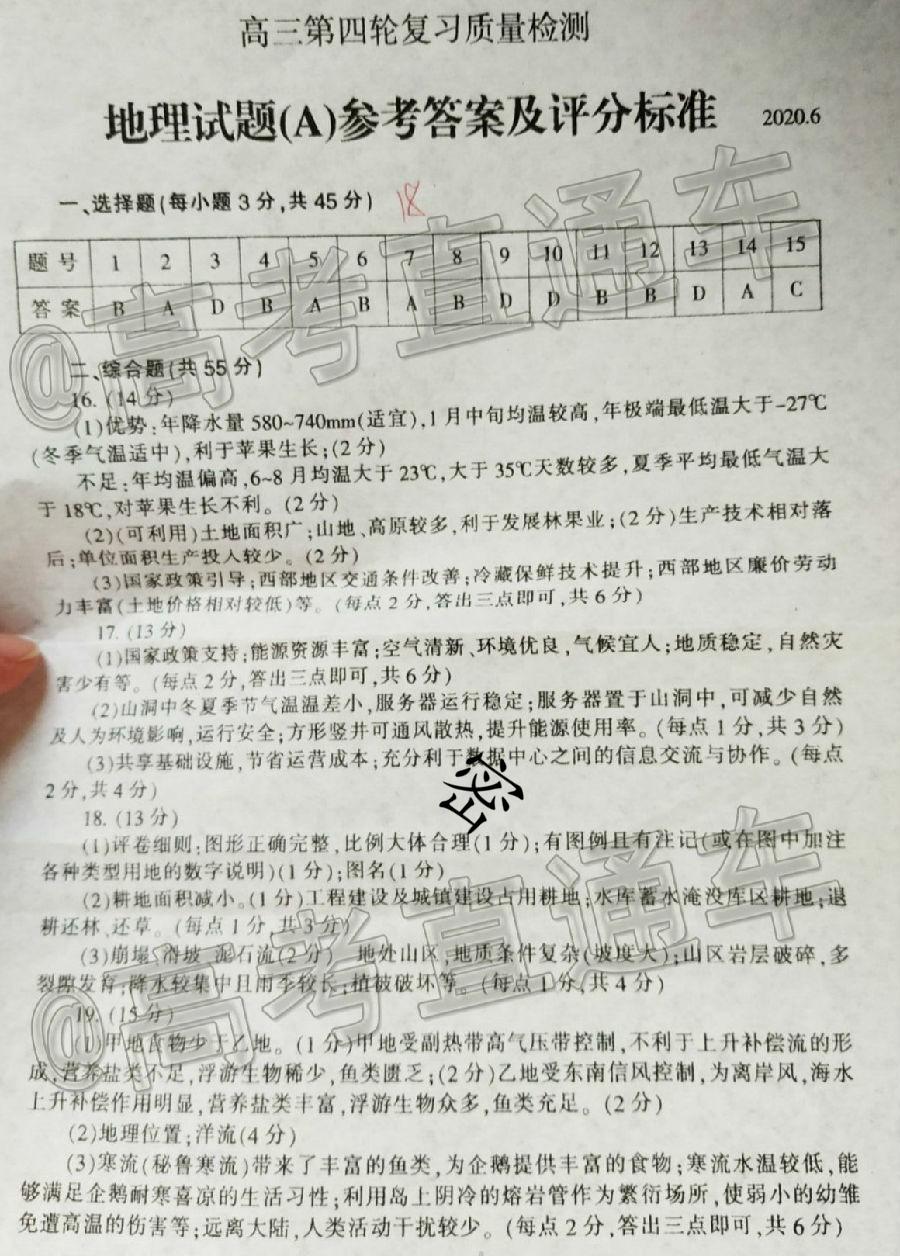 高三第四轮复习质量检测
地理试题(A)参考答案及评分标准 2020.6
一、选择题(每小题3分,共45分) 18
题号 1 2 3 4 5 6 7 8 9 10 11 12 13 14 15
答案 B A D B A B A B D D B B D A C
二、综合题(共55分)
16. (14分)
(1)优势:年降水量580~740mm(适宜),1月中旬均温较高,年极端最低温大于-27℃
(冬季气温适中),利于苹果生长;(2分)
不足:年均温偏高,6~8月均温大于23℃,大于35℃天数较多,夏季平均最低气温大
于18℃,对苹果生长不利。(2分)
(2)(可利用)土地面积广;山地、高原较多,利于发展林果业;(2分)生产技术相对落
后;单位面积生产投入较少。(2分)
(3)国家政策引导;西部地区交通条件改善;冷藏保鲜技术提升;西部地区廉价劳动
力丰富(土地价格相对较低)等。(每点2分,答出三点即可,共6分)
17. (13分)
(1)国家政策支持;能源资源丰富;空气清新、环境优良,气候宜人;地质稳定,自然灾
害少有等。(每点2分,答出三点即可,共6分)
(2)山洞中冬夏季节气温温差小,服务器运行稳定;服务器置于山洞中,可减少自然
及人为环境影响,运行安全;方形竖井可通风散热,提升能源使用率。(每点1分,共3分)
(3)共享基础设施,节省运营成本;充分利于数据中心之间的信息交流与协作。(每点
2分,共4分)
密
18. (13分)
(1)评卷细则:图形正确完整、比例大体合理(1分);有图例且有注记(或在图中加注
各种类型用地的数字说明)(1分);图名(1分)
(2)耕地面积减小。(1分)工程建设及城镇建设占用耕地;水库蓄水淹没库区耕地;退
耕还林、还草。(每点1分,共3分)
(3)崩塌、滑坡、泥石流(2分) 地处山区,地质条件复杂(坡度大);山区岩层破碎,多
裂隙发育;降水较集中且雨季较长;植被破坏等。(每点1分,共4分)
19. (15分)
(1)甲地食物少于乙地。(1分)甲地受副热带高气压带控制,不利于上升补偿流的形
成,营养盐类不足,浮游生物稀少,鱼类匮乏;(2分)乙地受东南信风控制,为离岸风,海水
上升补偿作用明显,营养盐类丰富,浮游生物众多,鱼类充足。(2分)
(2)地理位置;洋流(4分)
(3)寒流(秘鲁寒流)带来了丰富的鱼类,为企鹅提供丰富的食物;寒流水温较低,能
够满足企鹅耐寒喜凉的生活习性;利用岛上阴冷的熔岩管作为繁衍场所,使弱小的幼雏
免遭高温的伤害等;远离大陆,人类活动干扰较少。(每点2分,答出三点即可,共6分)
@高考直通车
@高考直通车